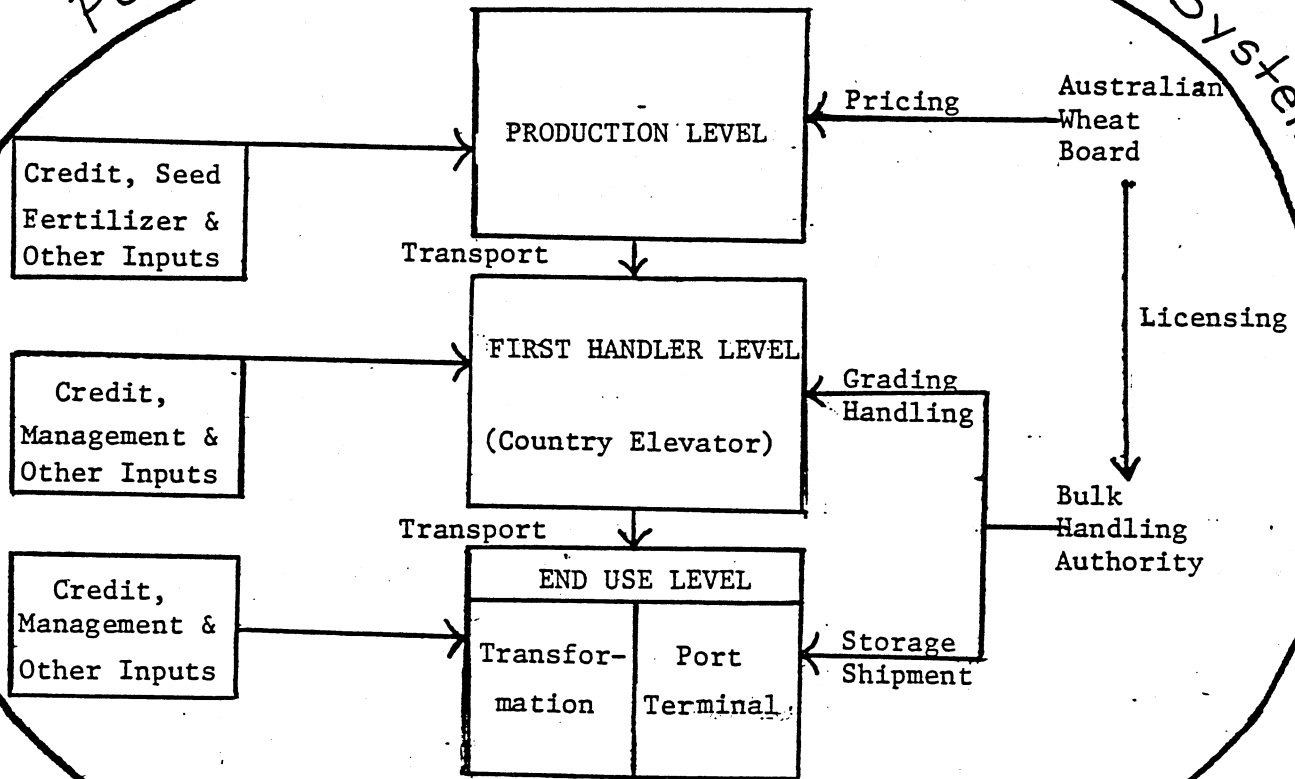 System
PRODUCTION LEVEL
Pricing
Australian
Wheat
Board
Credit, Seed
Fertilizer &
Other Inputs
Transport
Licensing
FIRST HANDLER LEVEL
(Country Elevator)
Grading
Handling
Credit,
Management &
Other Inputs
Transport
Bulk
Handling
Authority
END USE LEVEL
Transfor-
mation
Port
Terminal
Storage
Shipment
Credit,
Management &
Other Inputs